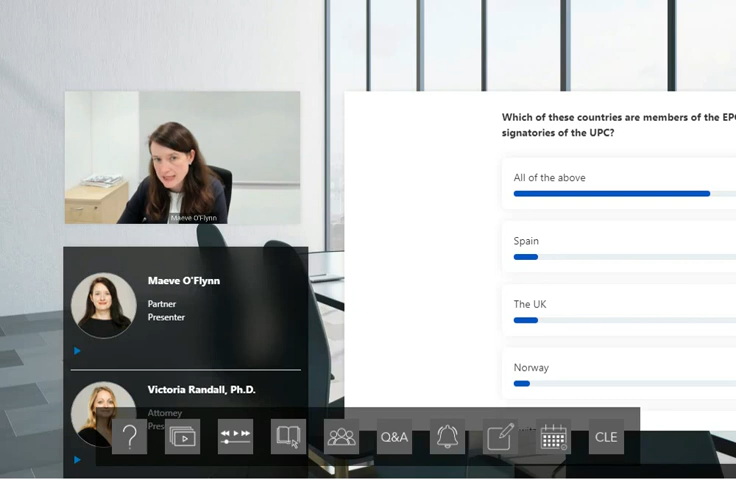 Which of these countries are members of the EPC
signatories of the UPC?
All of the above
Spain
The UK
Norway
Maeve O'Flynn
Maeve O'Flynn
Partner
Presenter
Victoria Randall, Ph.D.
Attorney
?
Q&A
CLE